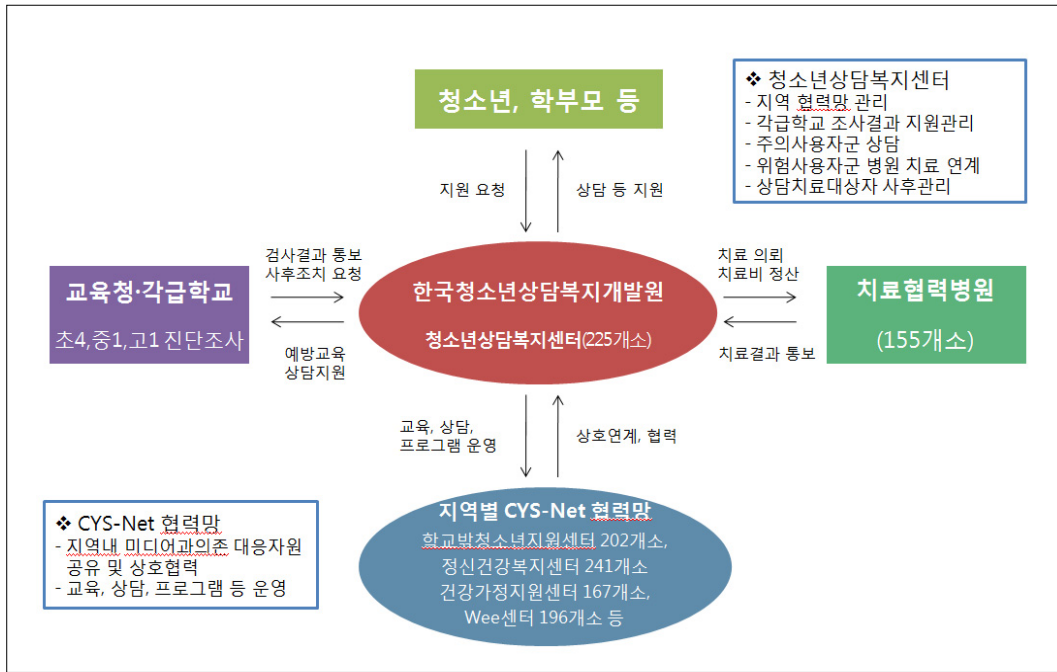 청소년, 학부모 등
❖ 청소년상담복지센터
- 지역 협력망 관리
- 각급학교 조사결과 지원관리
- 주의사용자군 상담
- 위험사용자군 병원 치료 연계
- 상담치료대상자 사후관리
지원 요청
상담 등 지원
교육청·각급학교
초4,중1,고1 진단조사
검사결과 통보
사후조치 요청
예방교육
상담지원
한국청소년상담복지개발원
청소년상담복지센터(225개소)
치료 의뢰
치료비 정산
치료결과 통보
치료협력병원
(155개소)
교육, 상담,
프로그램 운영
상호연계, 협력
❖ CYS-Net 협력망
- 지역내 미디어과의존 대응자원
공유 및 상호협력
- 교육, 상담, 프로그램 등 운영
지역별 CYS-Net 협력망
학교밖청소년지원센터 202개소,
정신건강복지센터 241개소
건강가정지원센터 167개소,
Wee센터 196개소 등